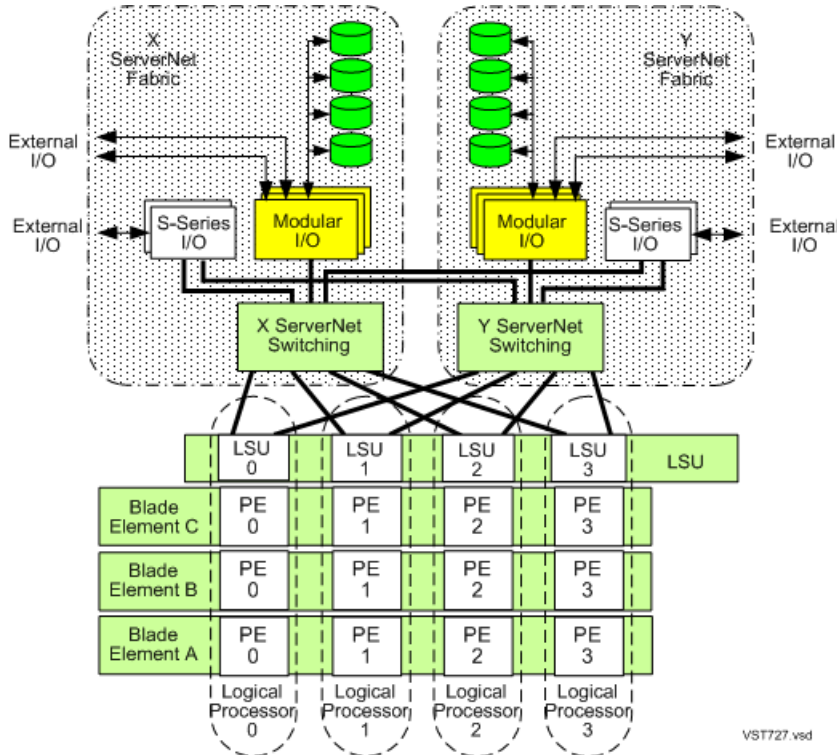 X
ServerNet
Fabric
Y
ServerNet
Fabric
External
I/O
External
I/O
External
I/O
External
I/O
S-Series
I/O
Modular
I/O
Modular
I/O
S-Series
I/O
X ServerNet
Switching
Y ServerNet
Switching
LSU
0
LSU
1
LSU
2
LSU
3
LSU
Blade
Element C
PE
0
PE
1
PE
2
PE
3
Blade
Element B
PE
0
PE
1
PE
2
PE
3
Blade
Element A
PE
0
PE
1
PE
2
PE
3
Logical
Processor
0
Logical
Processor
1
Logical
Processor
2
Logical
Processor
3
VST727.vsd